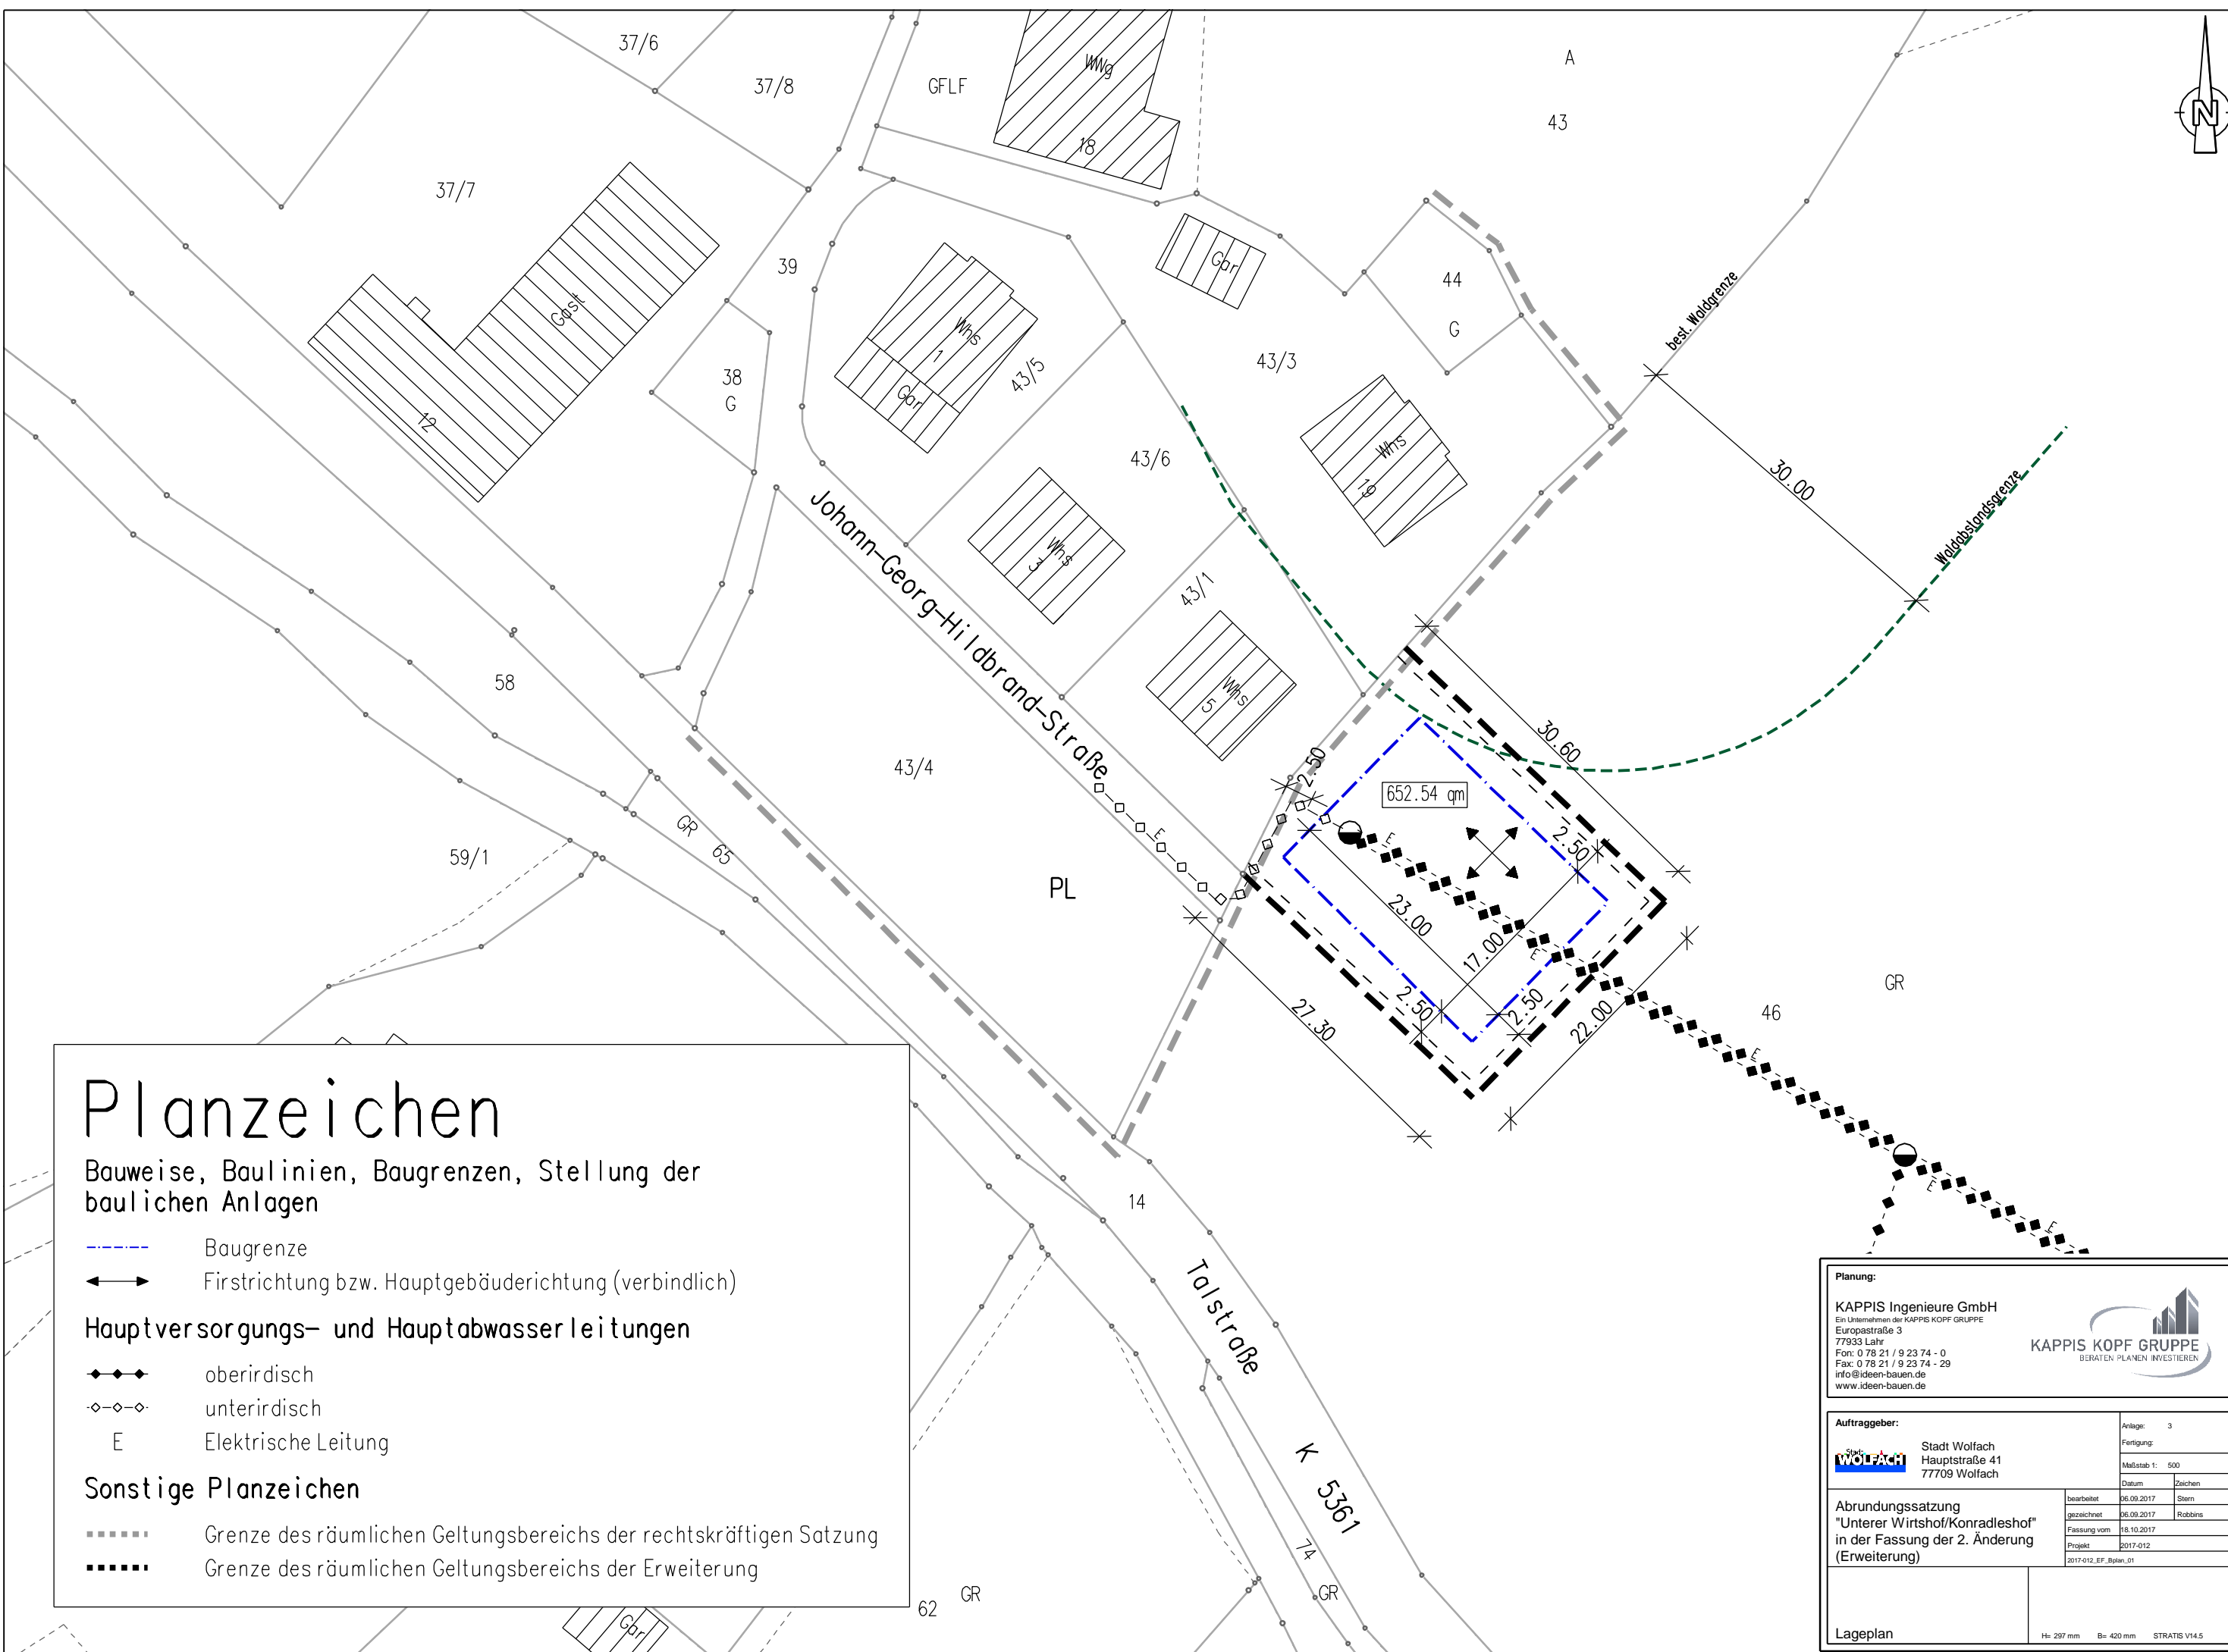 37/6
37/8
GFLF
WWg
18
A
43
N
37/7
39
Gar
44
G
best. Waldgrenze
Gast
Whs
1
Gar
43/5
43/3
38
G
12
43/6
Whs
19
30.00
Waldabstandsgrenze
Johann-Georg-Hildbrand-Straße
Whs
3
43/1
58
Whs
5
30.60
2.50
43/4
652.54 qm
GR
65
59/1
E
E
2.50
PL
23.00
17.00
E
2.50
2.50
22.00
27.30
46
GR
E
E
E
14
Talstraße
K 5361
74
GR
62
GR
Gar
Planzeichen
Bauweise, Baulinien, Baugrenzen, Stellung der
baulichen Anlagen
Baugrenze
Firstrichtung bzw. Hauptgebäuderichtung (verbindlich)
Hauptversorgungs- und Hauptabwasserleitungen
oberirdisch
unterirdisch
E Elektrische Leitung
Sonstige Planzeichen
Grenze des räumlichen Geltungsbereichs der rechtskräftigen Satzung
Grenze des räumlichen Geltungsbereichs der Erweiterung
Planung:
KAPPIS Ingenieure GmbH
Ein Unternehmen der KAPPIS KOPF GRUPPE
Europastraße 3
77933 Lahr
Fon: 0 78 21 / 9 23 74 - 0
Fax: 0 78 21 / 9 23 74 - 29
info@ideen-bauen.de
www.ideen-bauen.de
KAPPIS KOPF GRUPPE
BERATEN PLANEN INVESTIEREN
Auftraggeber:
Stadt
WOLFACH
Stadt Wolfach
Hauptstraße 41
77709 Wolfach
Anlage: 3
Fertigung:
Maßstab 1: 500
Datum Zeichen
bearbeitet 06.09.2017 Stern
gezeichnet 06.09.2017 Robbins
Fassung vom 18.10.2017
Projekt 2017-012
2017-012_EF_Bplan_01
Abrundungssatzung
"Unterer Wirtshof/Konradleshof"
in der Fassung der 2. Änderung
(Erweiterung)
Lageplan
H= 297 mm B= 420 mm STRATIS V14.5